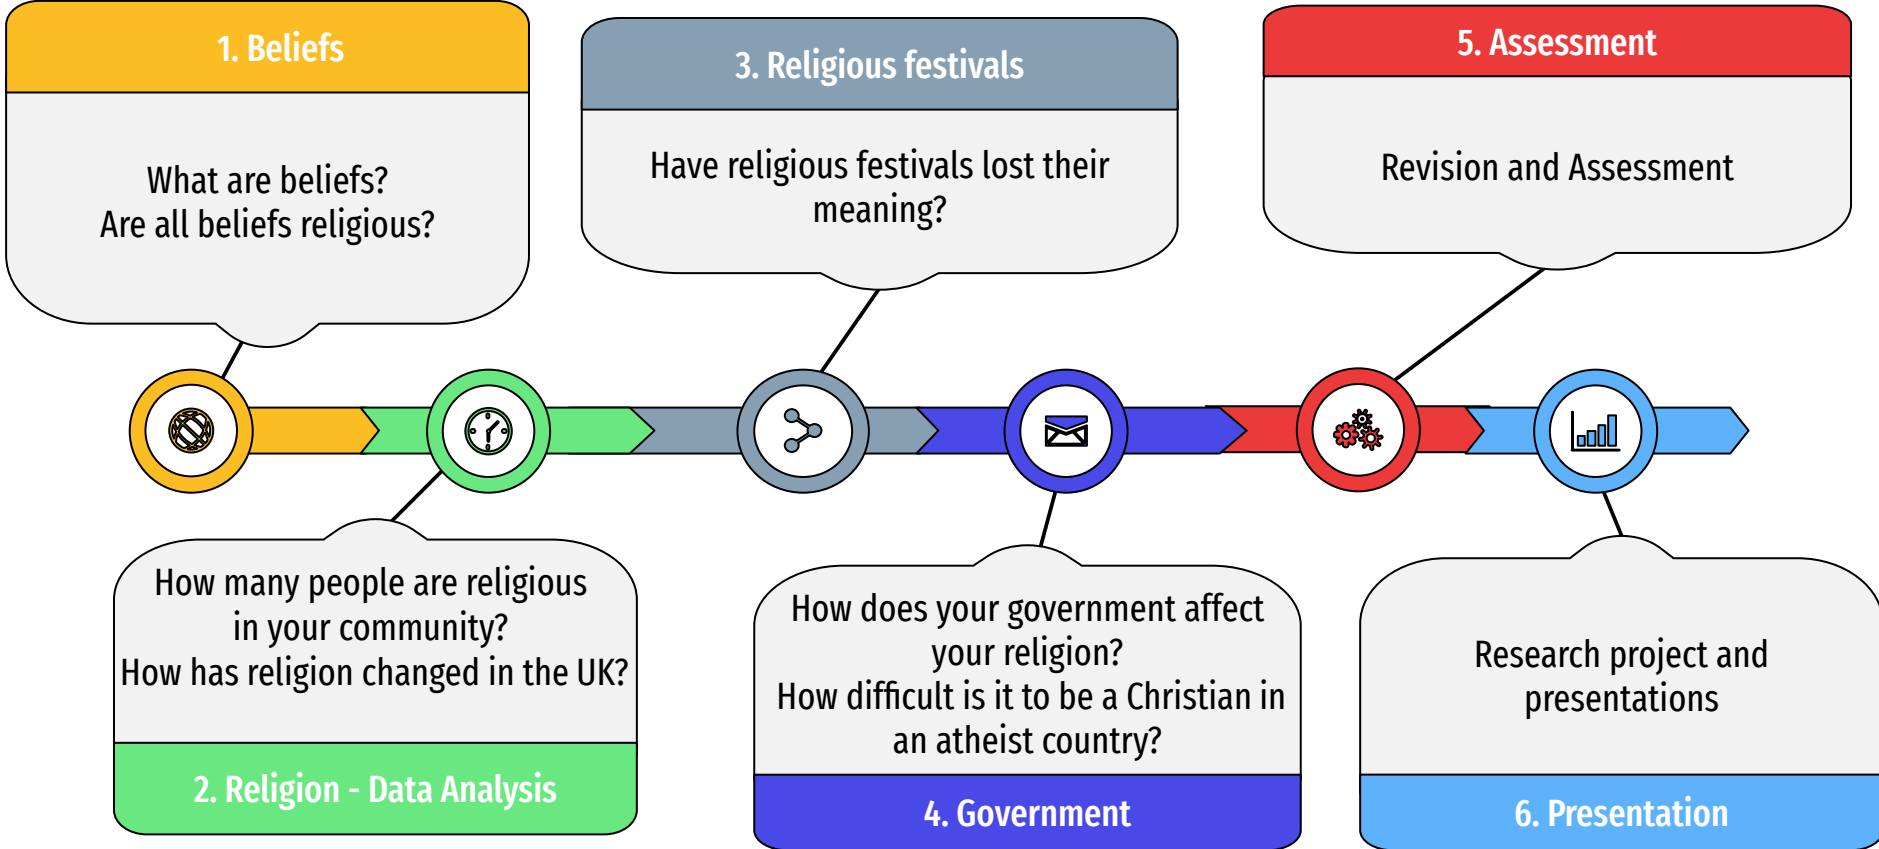 1. Beliefs
What are beliefs?
Are all beliefs religious?
How many people are religious
in your community?
How has religion changed in the UK?
2. Religion - Data Analysis
3. Religious festivals
Have religious festivals lost their
meaning?
How does your government affect
your religion?
How difficult is it to be a Christian in
an atheist country?
4. Government
5. Assessment
Revision and Assessment
Research project and
presentations
6. Presentation